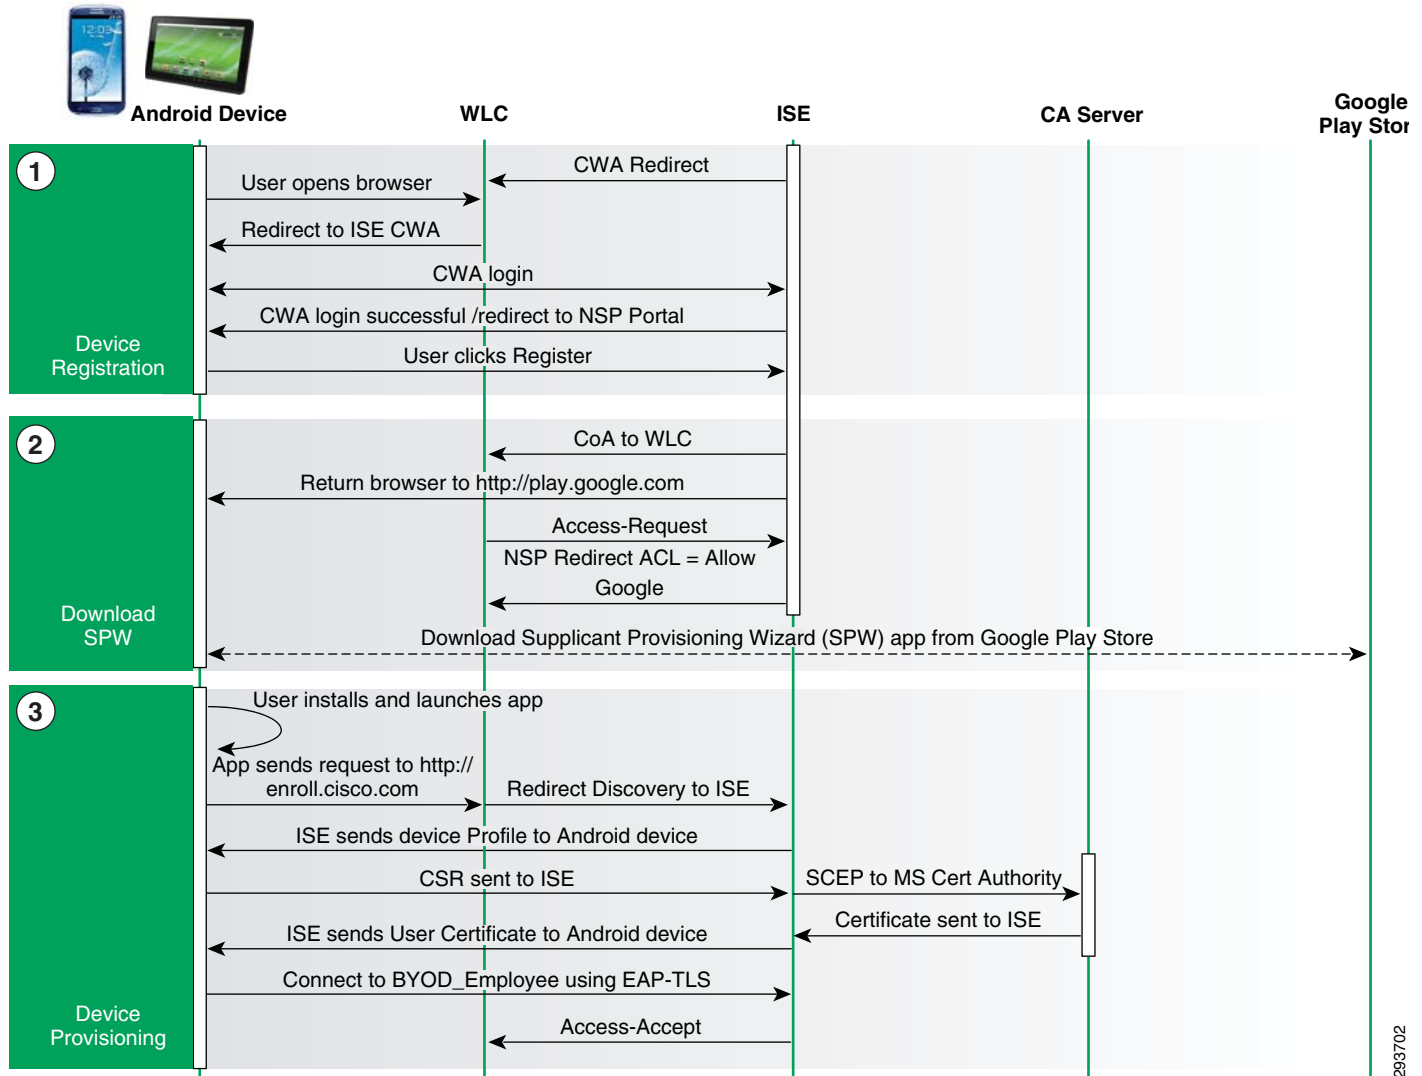 12:03
Android Device
WLC
ISE
CA Server
Google
Play Stor
1
CWA Redirect
User opens browser
Redirect to ISE CWA
CWA login
CWA login successful /redirect to NSP Portal
User clicks Register
Device
Registration
2
CoA to WLC
Return browser to http://play.google.com
Access-Request
NSP Redirect ACL = Allow
Google
Download
SPW
Download Supplicant Provisioning Wizard (SPW) app from Google Play Store
3
User installs and launches app
App sends request to http://
enroll.cisco.com
Redirect Discovery to ISE
ISE sends device Profile to Android device
CSR sent to ISE
SCEP to MS Cert Authority
Certificate sent to ISE
ISE sends User Certificate to Android device
Connect to BYOD_Employee using EAP-TLS
Access-Accept
Device
Provisioning
293702